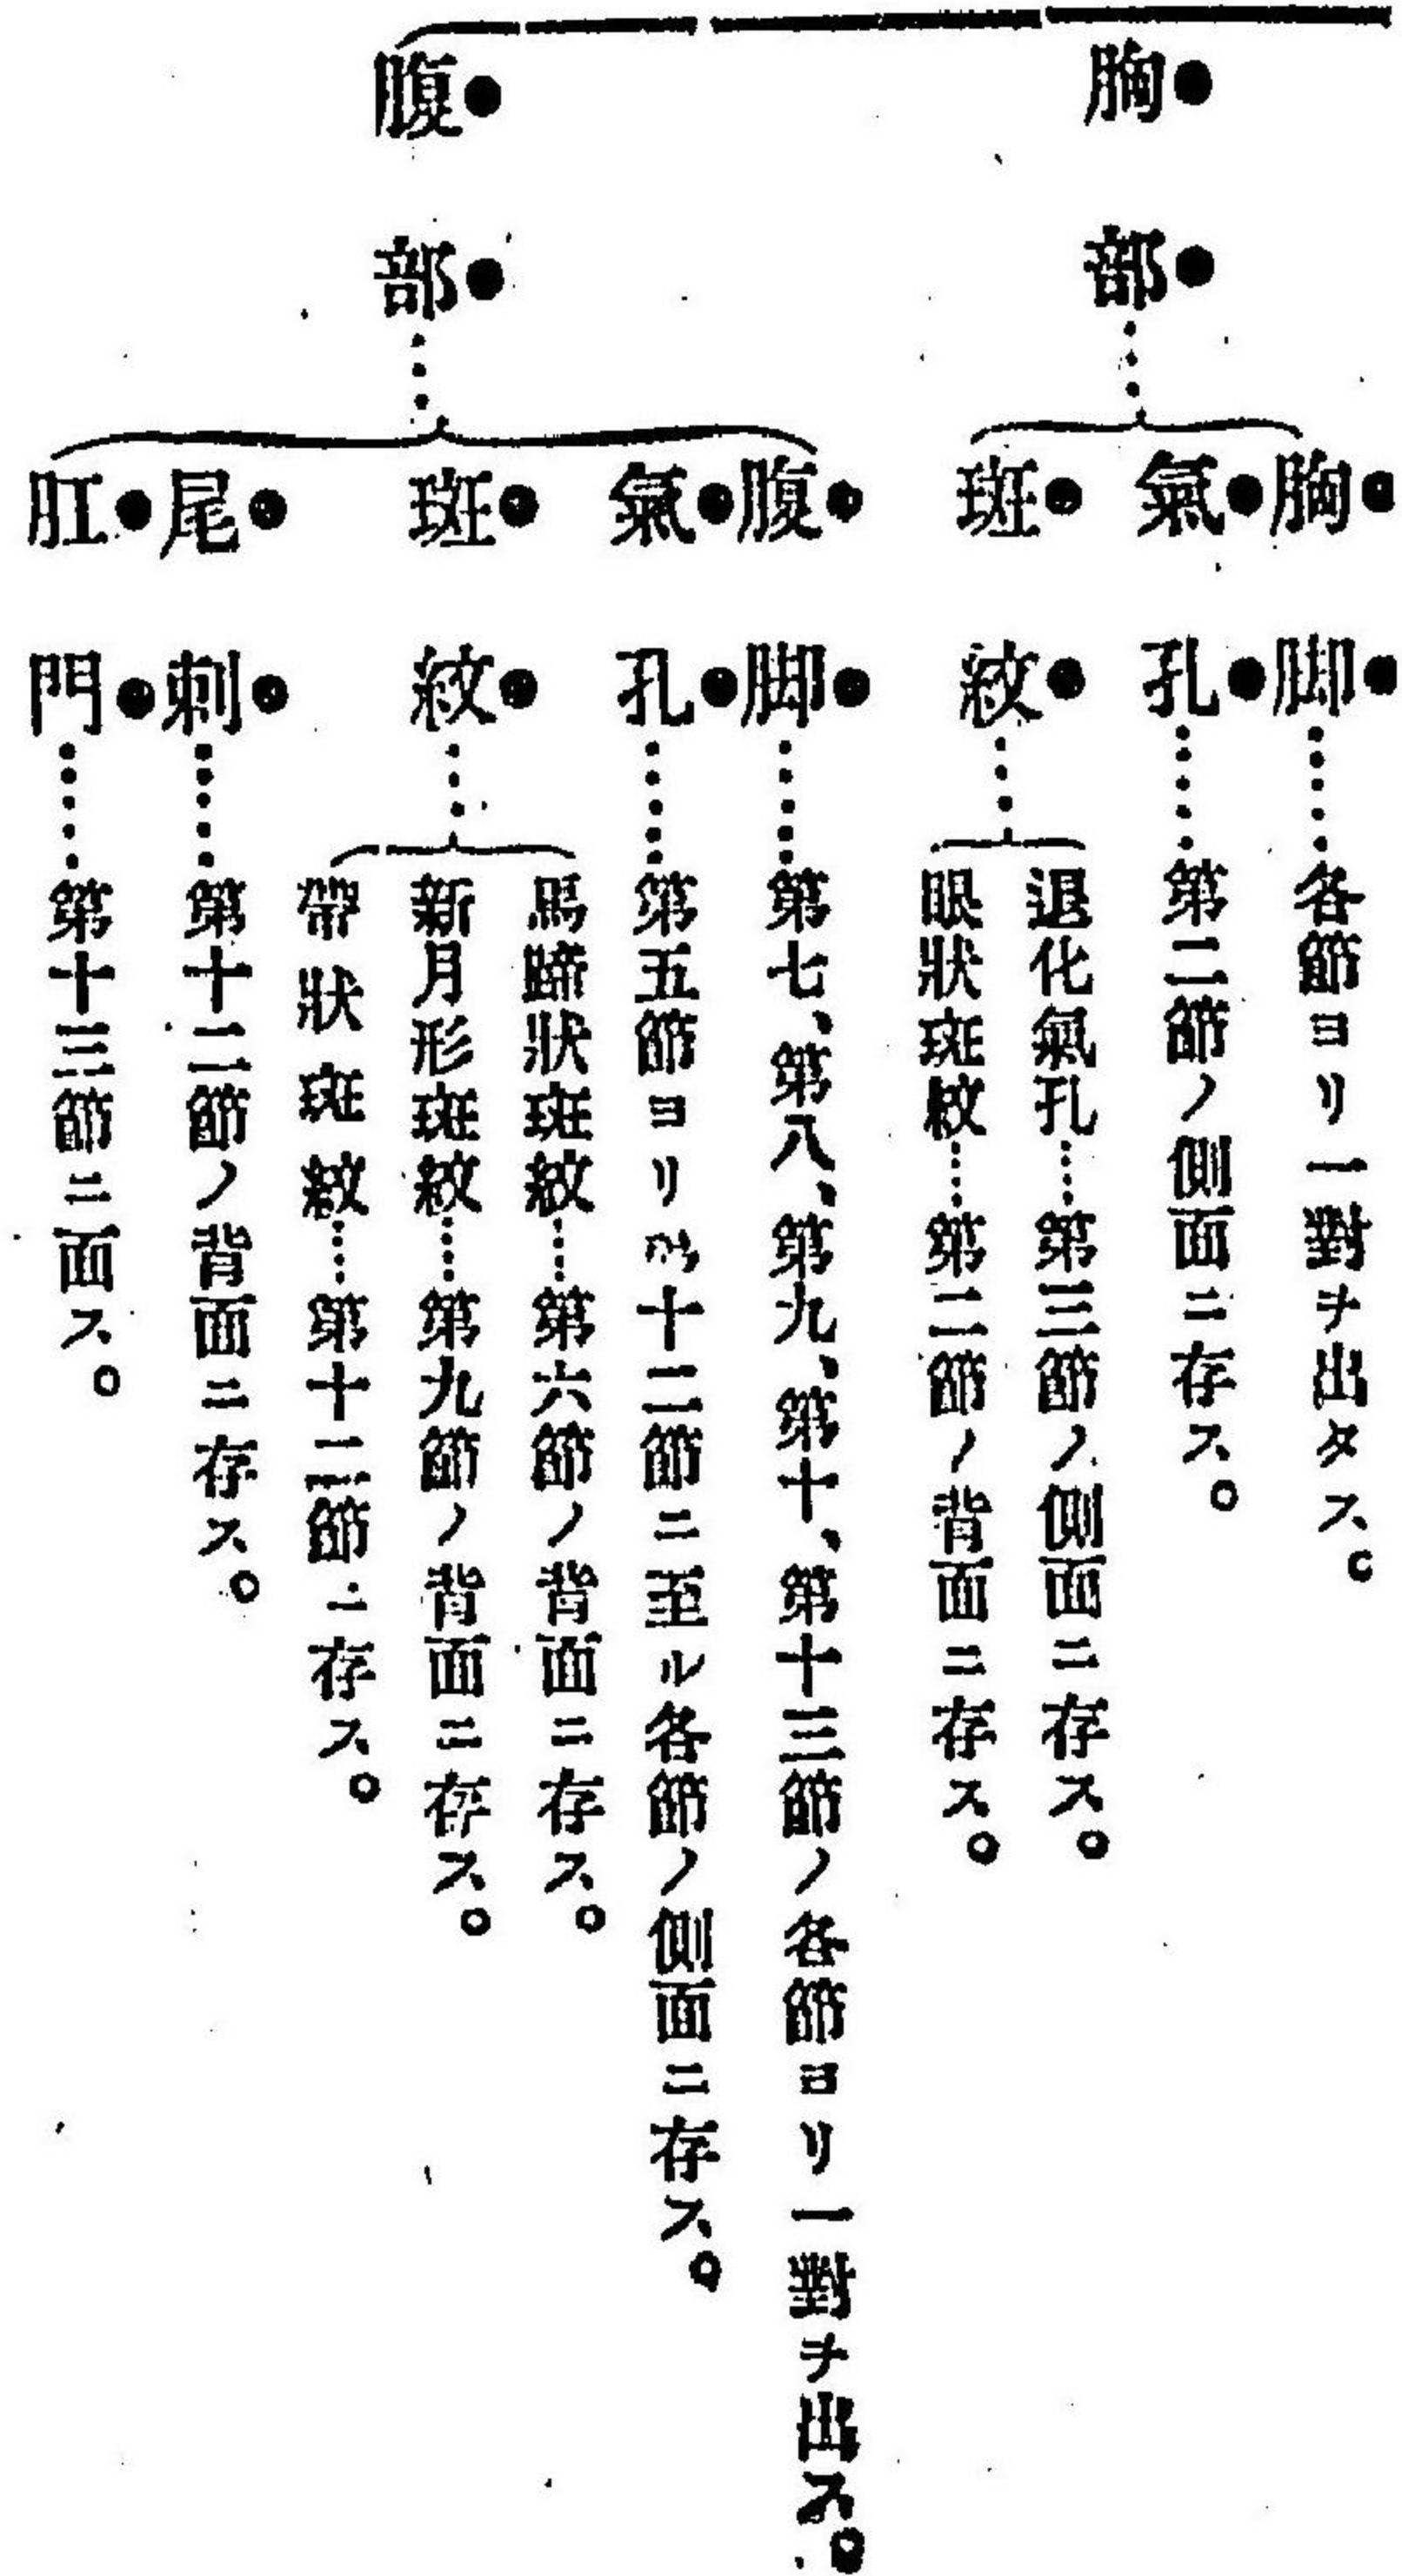 胸部
胸脚……各節ヨリ一對ヲ出タス。
氣孔……第二節ノ側面ニ存ス。
斑紋
退化氣孔……第三節ノ側面ニ存ス。
眼狀斑紋……第二節ノ背面ニ存ス。
腹部
腹脚……第七、第八、第九、第十、第十三節ノ各節ヨリ一對ヲ出ス。
氣孔……第五節ヨリ十二節ニ至ル各節ノ側面ニ存ス。
斑紋
馬蹄狀斑紋……第六節ノ背面ニ存ス。
新月形斑紋……第九節ノ背面ニ存ス。
帶狀斑紋……第十二節ニ存ス。
尾刺……第十二節ノ背面ニ存ス。
肛門……第十三節ニ面ス。